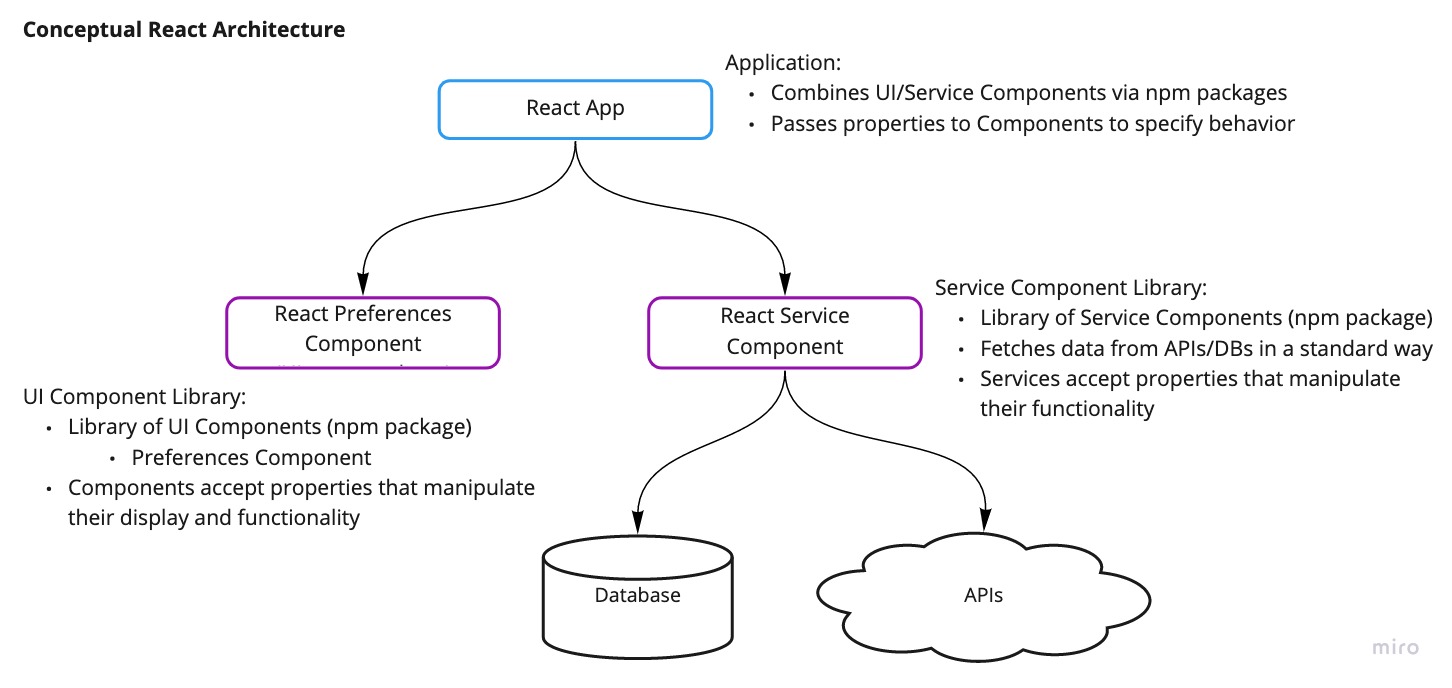 Conceptual React Architecture
Application:
• Combines UI/Service Components via npm packages
• Passes properties to Components to specify behavior
React App
React Preferences
Component
React Service
Component
Service Component Library:
• Library of Service Components (npm package)
• Fetches data from APIs/DBs in a standard way
• Services accept properties that manipulate
their functionality
UI Component Library:
• Library of UI Components (npm package)
• Preferences Component
• Components accept properties that manipulate
their display and functionality
Database
APIs
miro